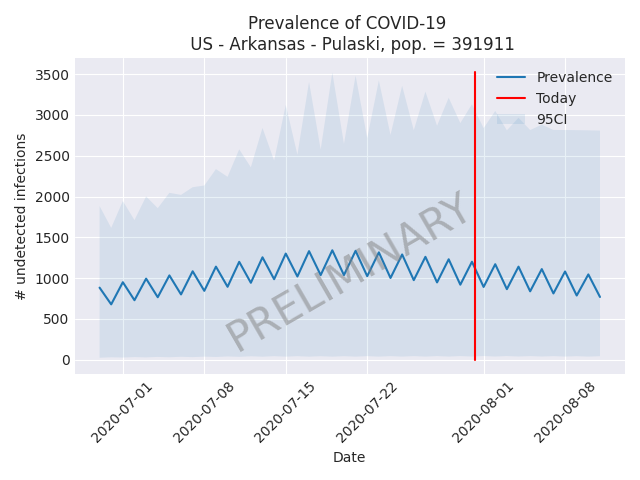 Prevalence of COVID-19
US - Arkansas - Pulaski, pop. = 391911
3500
3000
2500
2000
1500
1000
500
0
# undetected infections
Prevalence
Today
95CI
PRELIMINARY
2020-07-01
2020-07-08
2020-07-15
2020-07-22
2020-08-01
2020-08-08
Date